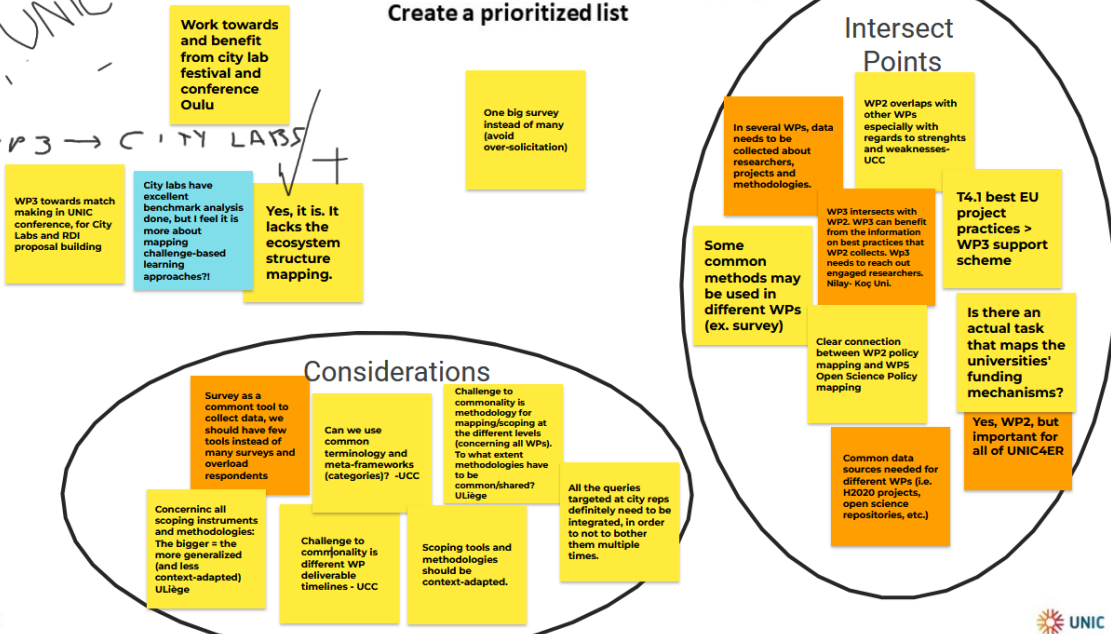 Create a prioritized list
UNIC
Work towards
and benefit
from city lab
festival and
conference
Oulu
One big survey
instead of many
(avoid
over-solicitation)
P3 → CITY LABS
WP3 towards match
making in UNIC
conference, for City
Labs and RDI
proposal building
City labs have
excellent
benchmark analysis
done, but I feel it is
more about
mapping
challenge-based
learning
approaches?!
Yes, it is. It
lacks the
ecosystem
structure
mapping.
Considerations
Survey as a
commont tool to
collect data, we
should have few
tools instead of
many surveys and
overload
respondents
Can we use
common
terminology and
meta-frameworks
(categories)? -UCC
Challenge to
commonality is
methodology for
mapping/scoping at
the different levels
(concerning all WPs).
To what extent
methodologies have
to be
common/shared?
ULiège
All the queries
targeted at city reps
definitely need to be
integrated, in order
to not to bother
them multiple
times.
Concerninc all
scoping instruments
and methodologies:
The bigger = the
more generalized
(and less
context-adapted)
ULiège
Challenge to
commonality is
different WP
deliverable
timelines - UCC
Scoping tools and
methodologies
should be
context-adapted.
Intersect
Points
In several WPs, data
needs to be
collected about
researchers,
projects and
methodologies.
WP2 overlaps with
other WPs
especially with
regards to strenghts
and weaknesses-
UCC
T4.1 best EU
project
practices >
WP3 support
scheme
Some
common
methods may
be used in
different WPs
(ex. survey)
WP3 intersects with
WP2. WP3 can benefit
from the information
on best practices that
WP2 collects. Wp3
needs to reach out
engaged researchers.
Nilay- Koç Uni.
Clear connection
between WP2 policy
mapping and WP5
Open Science Policy
mapping
Is there an
actual task
that maps the
universities'
funding
mechanisms?
Yes, WP2, but
important for
all of UNIC4ER
Common data
sources needed for
different WPs (i.e.
H2020 projects,
open science
repositories, etc.)
UNIC